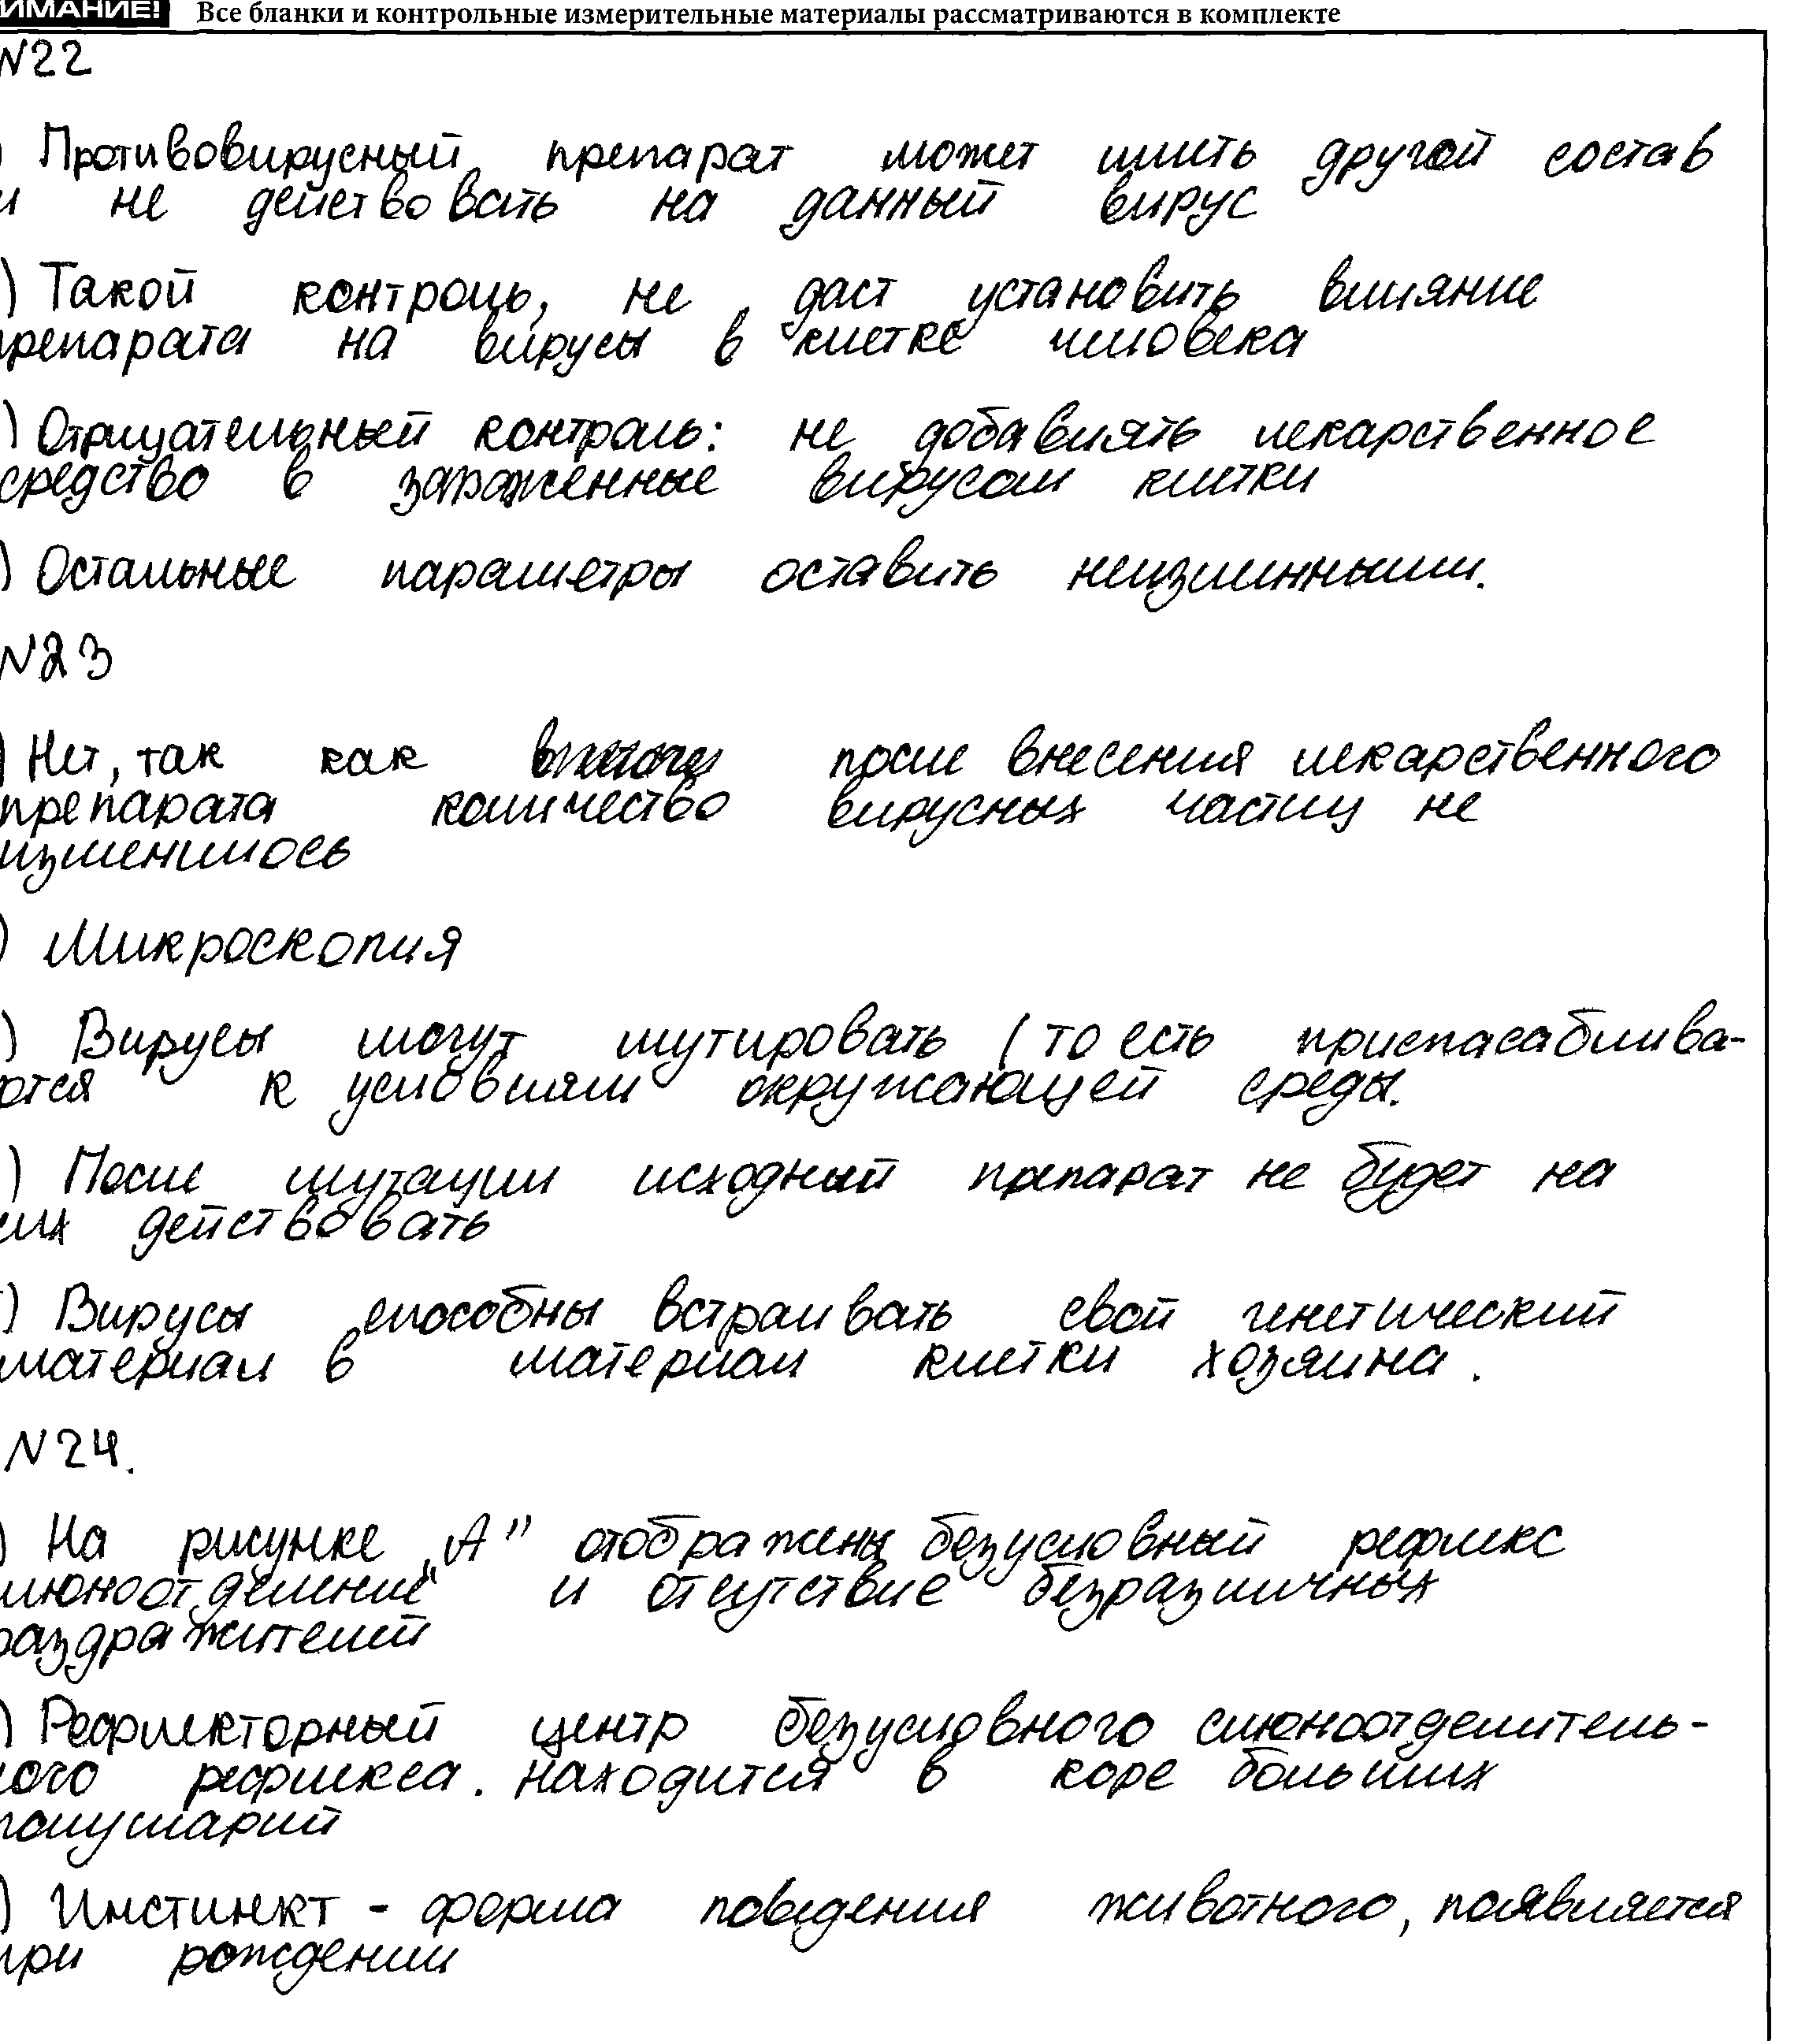 ИМАНИЕ! Все бланки и контрольные измерительные материалы рассматриваются в комплекте
N22
) Противовирусный препарат может иметь другой состав
и не действовать на данный вирус
) Такой контроль, не даст установить влияние
препарата на вирусы в клетке человека
) Отрицательный контроль: не добавлять лекарственное
средство в зараженные вирусом клетки
) Остальные параметры оставить неизменными.
N23
) Нет, так как после внесения лекарственного
препарата количество вирусных частиц не
изменилось
) Микроскопия
) Вирусы могут мутировать (то есть приспасаблива-
ются к условиям окружающей среды.
) После мутации исходный препарат не будет на
них действовать
) Вирусы способны встраивать свой генетический
материал в материал клетки хозяина.
N24.
) На рисунке „А" отображены безусловный рефлекс
слюноотделение" и отсутствие безразличных
раздражителей
) Рефлекторный центр безусловного слюноотделитель-
ного рефлекса. находится в коре больших
полушарий
) Инстинкт - форма поведения животного, появляется
при рождении